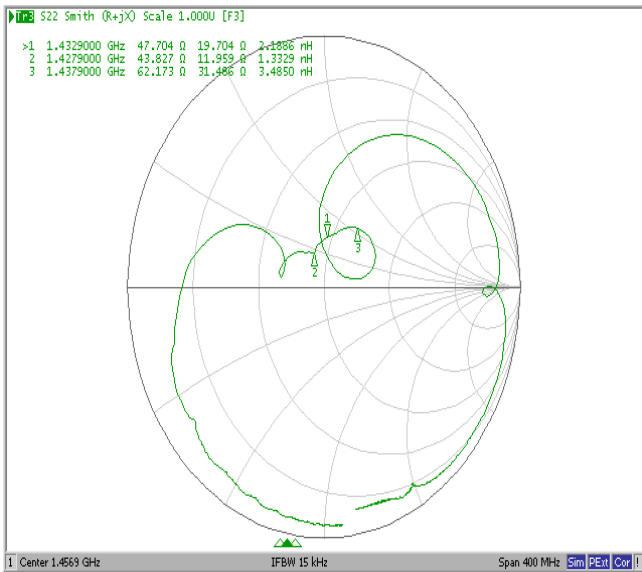 Tr3 S22 Smith (R+jX) Scale 1.000U [F3]
>1 1.4329000 GHz 47.704 Ω 19.704 Ω 2.1886 nH
2 1.4279000 GHz 43.827 Ω 11.959 Ω 1.3329 nH
3 1.4379000 GHz 62.173 Ω 31.486 Ω 3.4850 nH
1
2
3
1 Center 1.4569 GHz IFBW 15 kHz Span 400 MHz Sim PExt Cor !